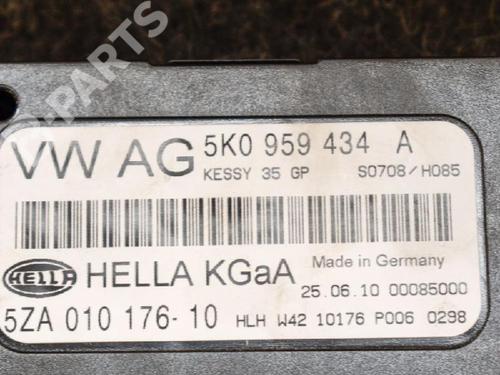 B-PARTS
VW AG 5K0 959 434 A
KESSY 35 GP S0708/H085
HELLA HELLA KGaA Made in Germany
25.06.10 00085000
5ZA 010 176-10 HLH W42 10176 P006 0298